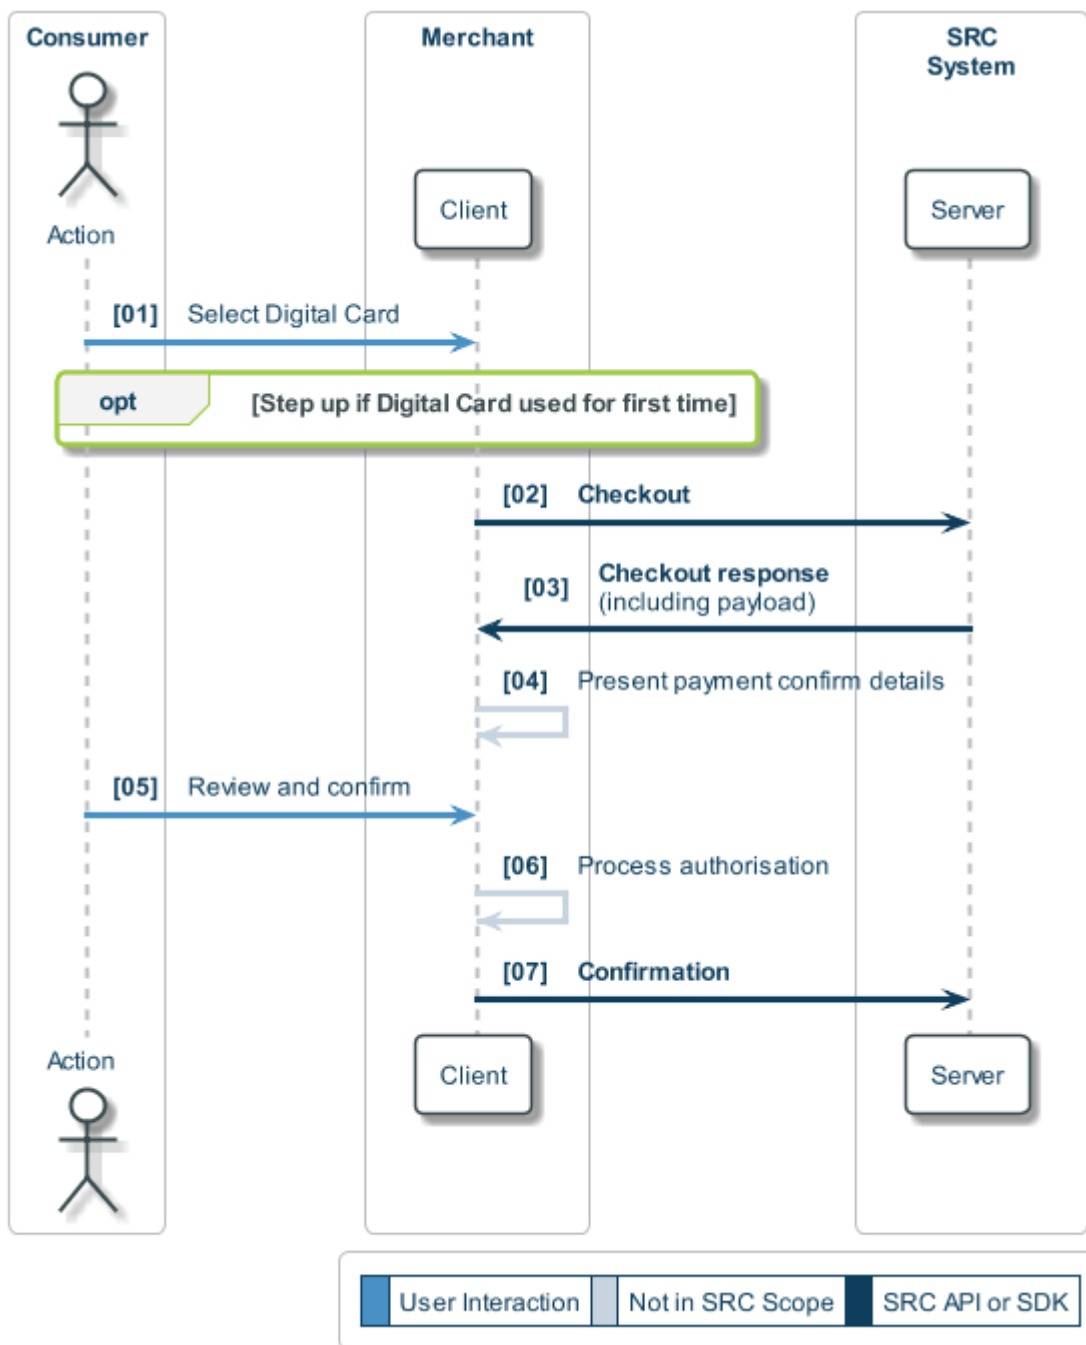 Consumer
Merchant
SRC
System
Action
Client
Server
[01] Select Digital Card
opt [Step up if Digital Card used for first time]
[02] Checkout
[03] Checkout response
(including payload)
[04] Present payment confirm details
[05] Review and confirm
[06] Process authorisation
[07] Confirmation
Action
Client
Server
User Interaction Not in SRC Scope SRC API or SDK